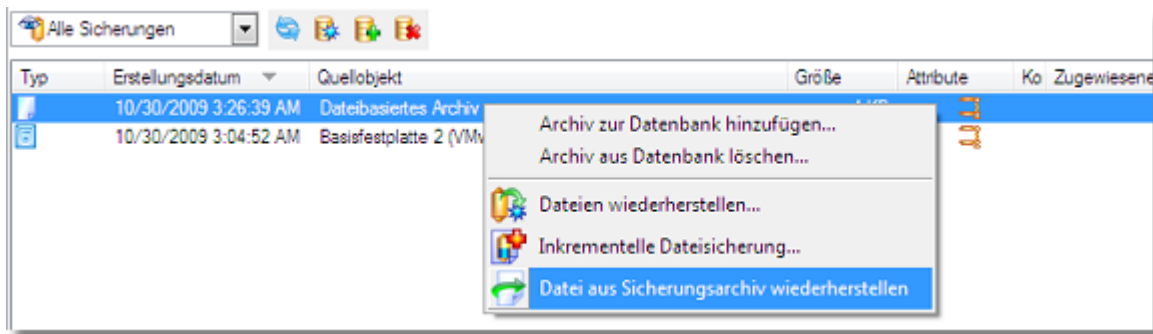 Alle Sicherungen
Typ Erstellungsdatum Quellobjekt Größe Attribute Ko Zugewiesene
10/30/2009 3:26:39 AM Dateibasiertes Archiv
10/30/2009 3:04:52 AM Basisfestplatte 2
Archiv zur Datenbank hinzufügen...
Archiv aus Datenbank löschen...
Dateien wiederherstellen...
Inkrementelle Dateisicherung...
Datei aus Sicherungsarchiv wiederherstellen